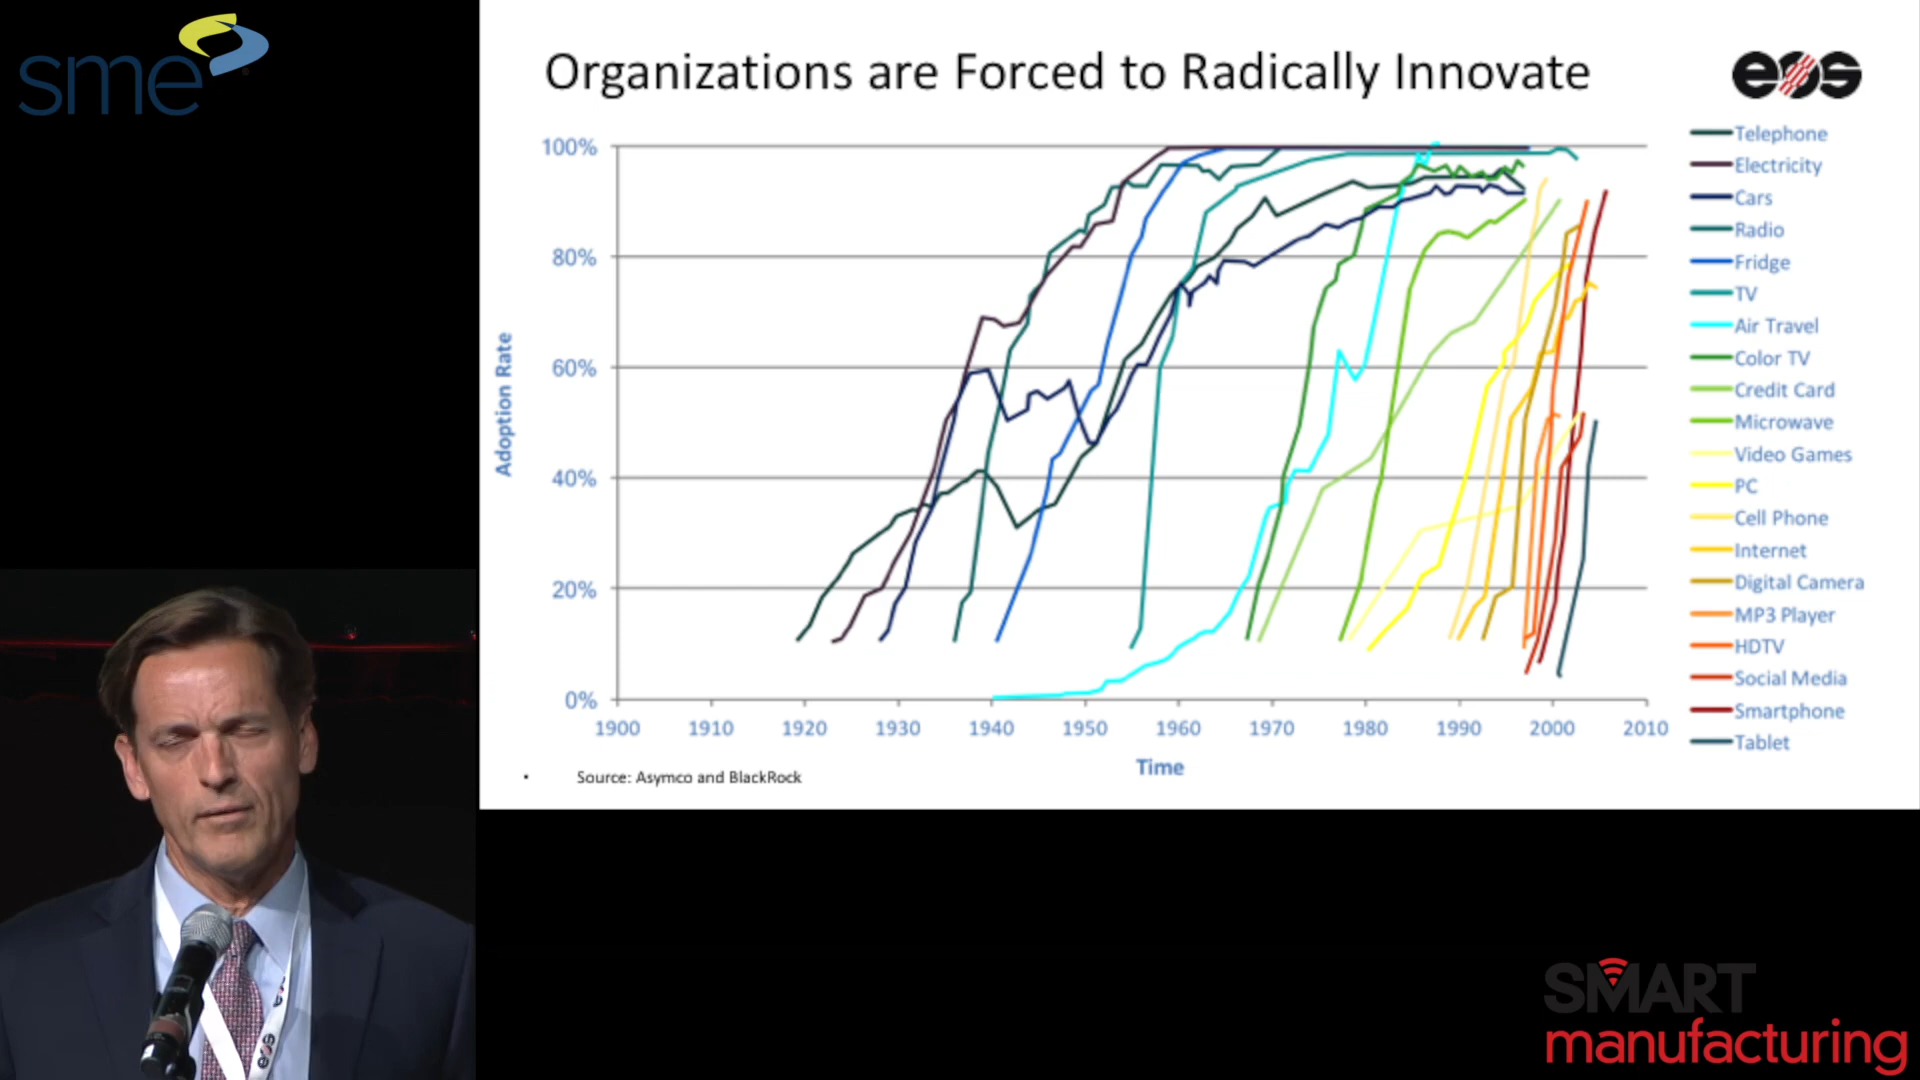 sme
Organizations are Forced to Radically Innovate
eos
100%
80%
60%
40%
20%
0%
Adoption Rate
1900 1910 1920 1930 1940 1950 1960 1970 1980 1990 2000 2010
Time
Telephone
Electricity
Cars
Radio
Fridge
TV
Air Travel
Color TV
Credit Card
Microwave
Video Games
PC
Cell Phone
Internet
Digital Camera
MP3 Player
HDTV
Social Media
Smartphone
Tablet
• Source: Asymco and BlackRock
eos
SMART
manufacturing